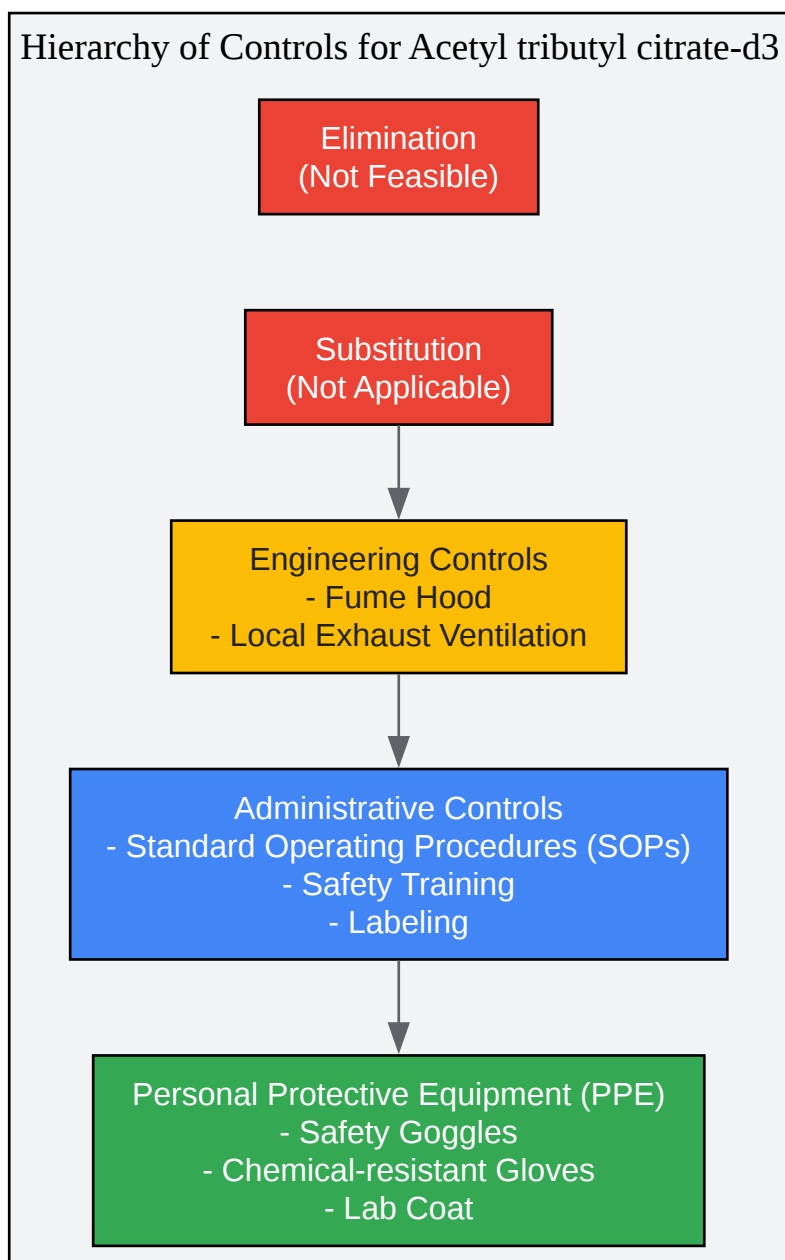 Hierarchy of Controls for Acetyl tributyl citrate-d3
Elimination
(Not Feasible)
Substitution
(Not Applicable)
Engineering Controls
- Fume Hood
- Local Exhaust Ventilation
Administrative Controls
- Standard Operating Procedures (SOPs)
- Safety Training
- Labeling
Personal Protective Equipment (PPE)
- Safety Goggles
- Chemical-resistant Gloves
- Lab Coat